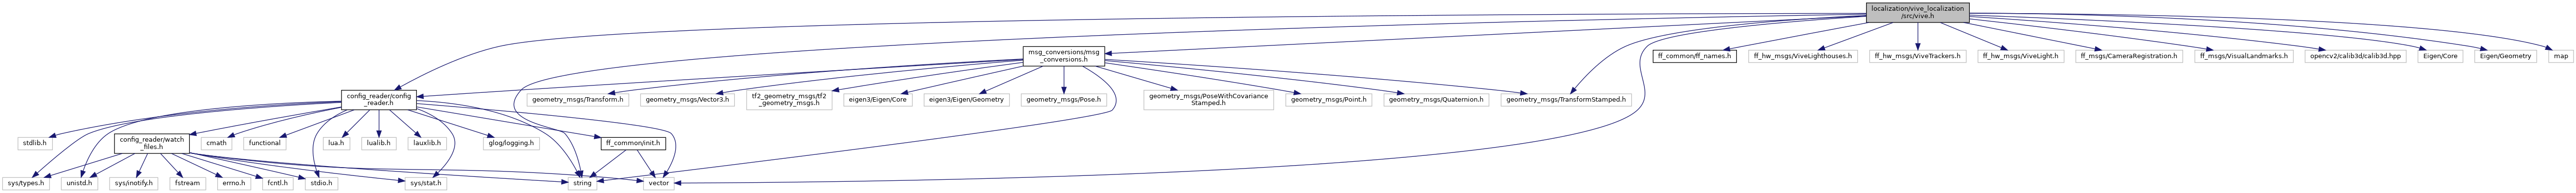 localization/vive_localization
/src/vive.h
msg_conversions/msg
_conversions.h
ff_common/ff_names.h
ff_hw_msgs/ViveLighthouses.h
ff_hw_msgs/ViveTrackers.h
ff_hw_msgs/ViveLight.h
ff_msgs/CameraRegistration.h
ff_msgs/VisualLandmarks.h
opencv2/calib3d/calib3d.hpp
Eigen/Core
Eigen/Geometry
map
config_reader/config
_reader.h
geometry_msgs/Transform.h
geometry_msgs/Vector3.h
tf2_geometry_msgs/tf2
_geometry_msgs.h
eigen3/Eigen/Core
eigen3/Eigen/Geometry
geometry_msgs/Pose.h
geometry_msgs/PoseWithCovariance
Stamped.h
geometry_msgs/Point.h
geometry_msgs/Quaternion.h
geometry_msgs/TransformStamped.h
stdlib.h
config_reader/watch
_files.h
cmath
functional
lua.h
lualib.h
lauxlib.h
glog/logging.h
ff_common/init.h
sys/types.h
unistd.h
sys/inotify.h
fstream
errno.h
fcntl.h
stdio.h
sys/stat.h
string
vector